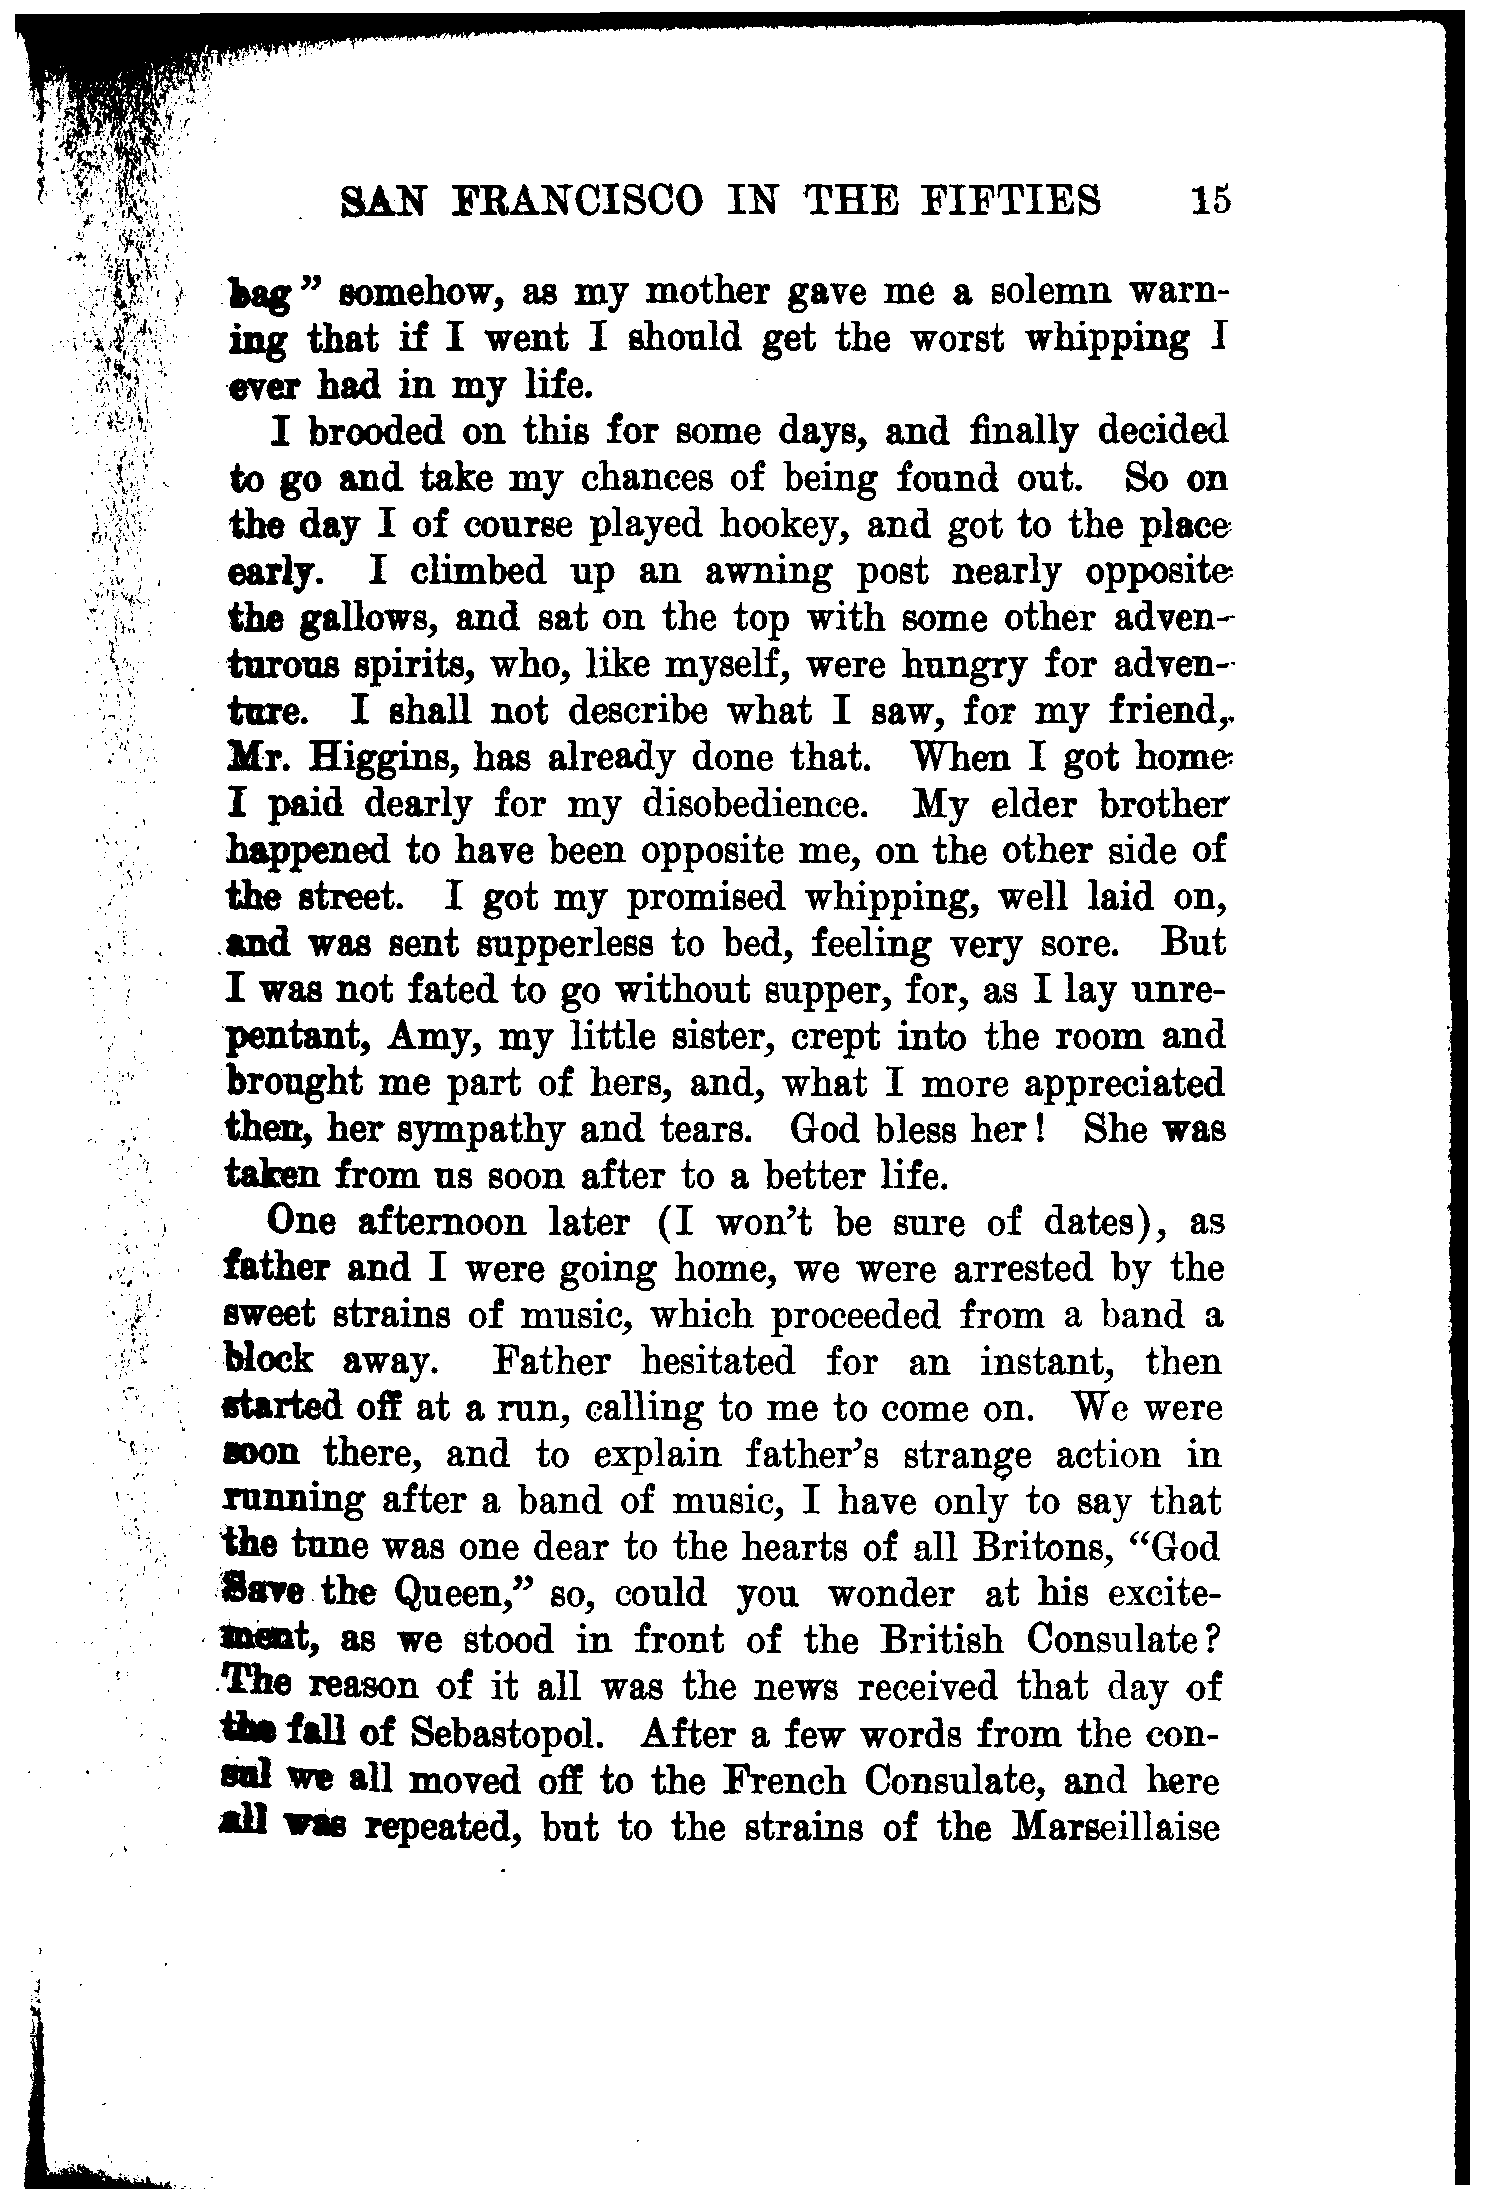 SAN FRANCISCO IN THE FIFTIES 15
bag" somehow, as my mother gave me a solemn warn-
ing that if I went I should get the worst whipping I
ever had in my life.
I brooded on this for some days, and finally decided
to go and take my chances of being found out. So on
the day I of course played hookey, and got to the place
early. I climbed up an awning post nearly opposite
the gallows, and sat on the top with some other adven-
turous spirits, who, like myself, were hungry for adven-
ture. I shall not describe what I saw, for my friend,
Mr. Higgins, has already done that. When I got home
I paid dearly for my disobedience. My elder brother
happened to have been opposite me, on the other side of
the street. I got my promised whipping, well laid on,
and was sent supperless to bed, feeling very sore. But
I was not fated to go without supper, for, as I lay unre-
pentant, Amy, my little sister, crept into the room and
brought me part of hers, and, what I more appreciated
then, her sympathy and tears. God bless her! She was
taken from us soon after to a better life.
One afternoon later (I won't be sure of dates), as
father and I were going home, we were arrested by the
sweet strains of music, which proceeded from a band a
block away. Father hesitated for an instant, then
started off at a run, calling to me to come on. We were
soon there, and to explain father's strange action in
running after a band of music, I have only to say that
the tune was one dear to the hearts of all Britons, "God
Save the Queen," so, could you wonder at his excite-
ment, as we stood in front of the British Consulate?
The reason of it all was the news received that day of
the fall of Sebastopol. After a few words from the con-
sul we all moved off to the French Consulate, and here
all was repeated, but to the strains of the Marseillaise